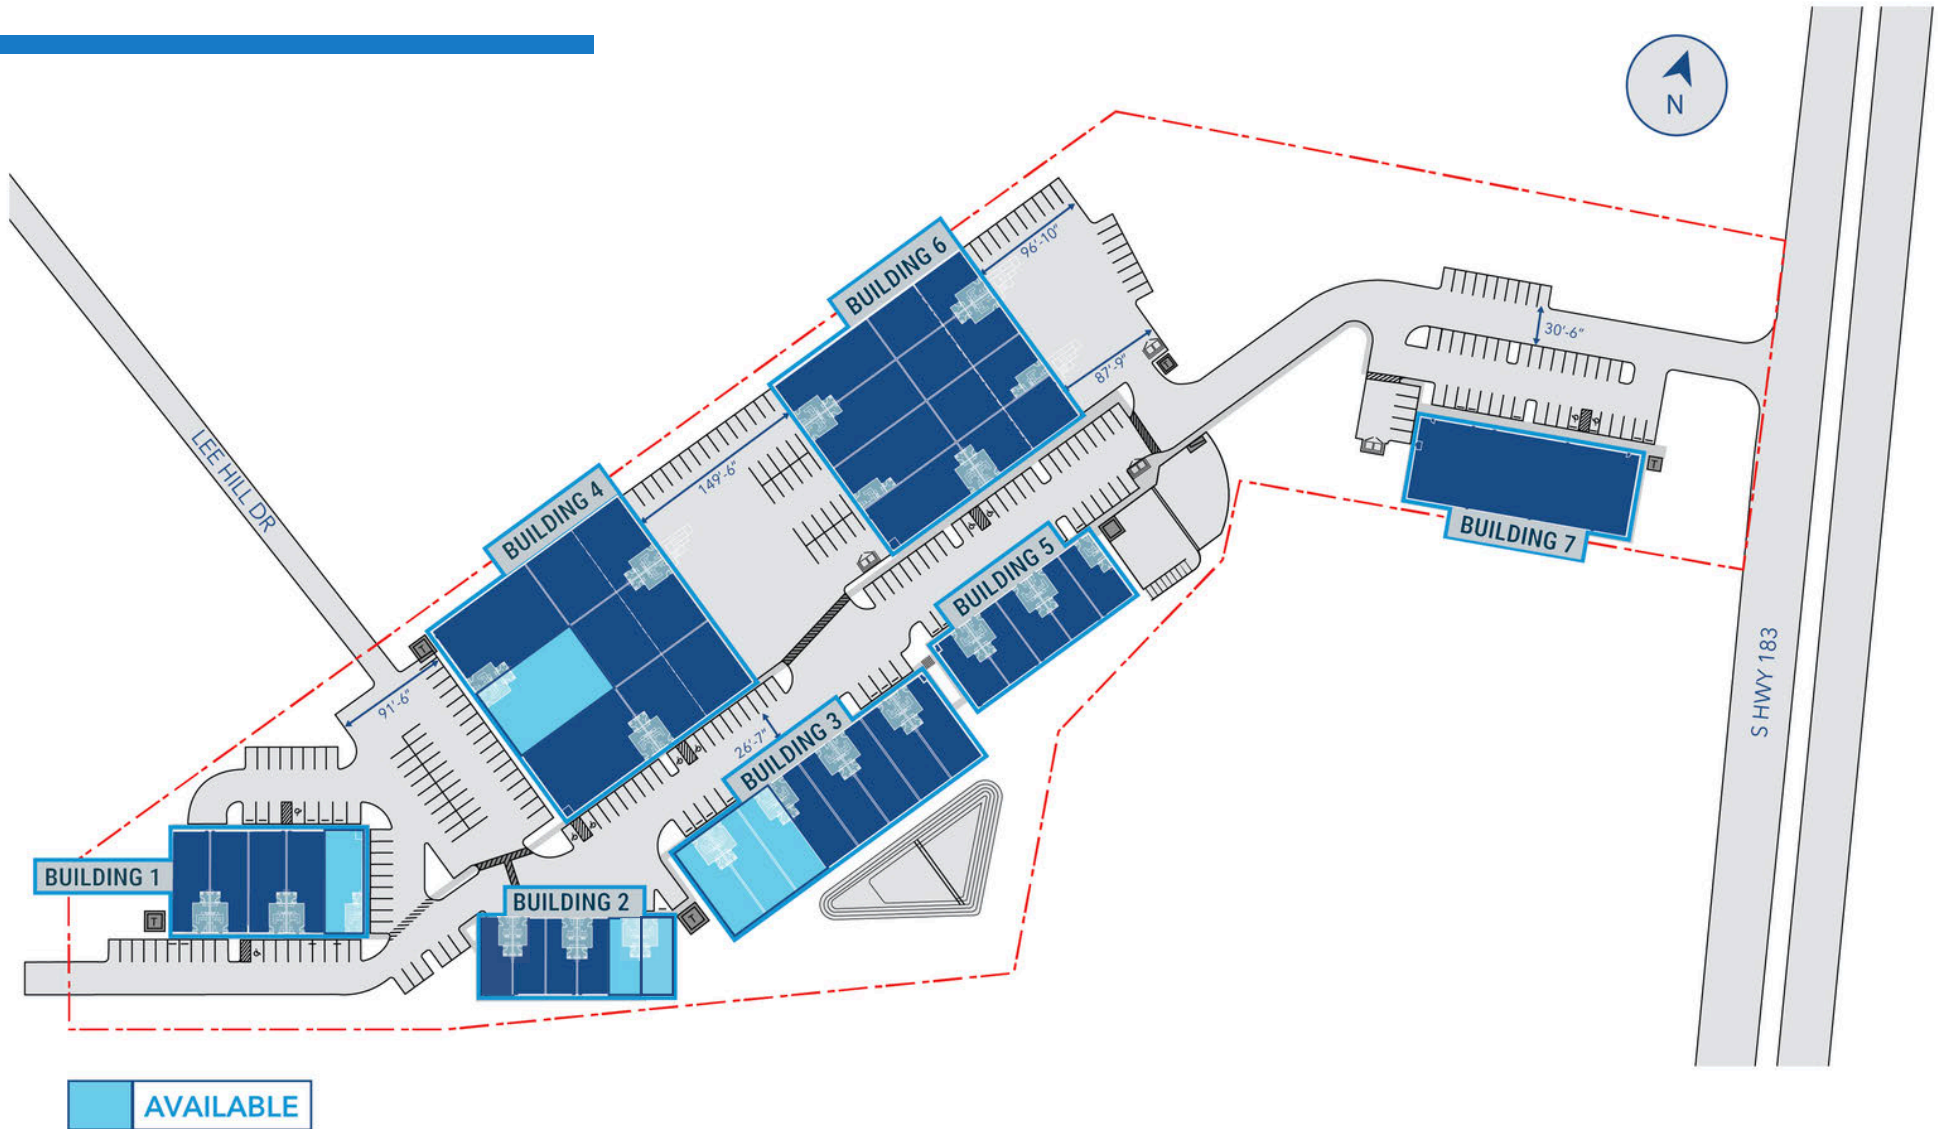 N
BUILDING 6
96'-10"
87'-9"
30'-6"
LEE HILL DR
149'-6"
BUILDING 4
BUILDING 5
BUILDING 7
T
T
T
91'-6"
26'-7"
BUILDING 3
S HWY 183
BUILDING 1
BUILDING 2
T
T
AVAILABLE